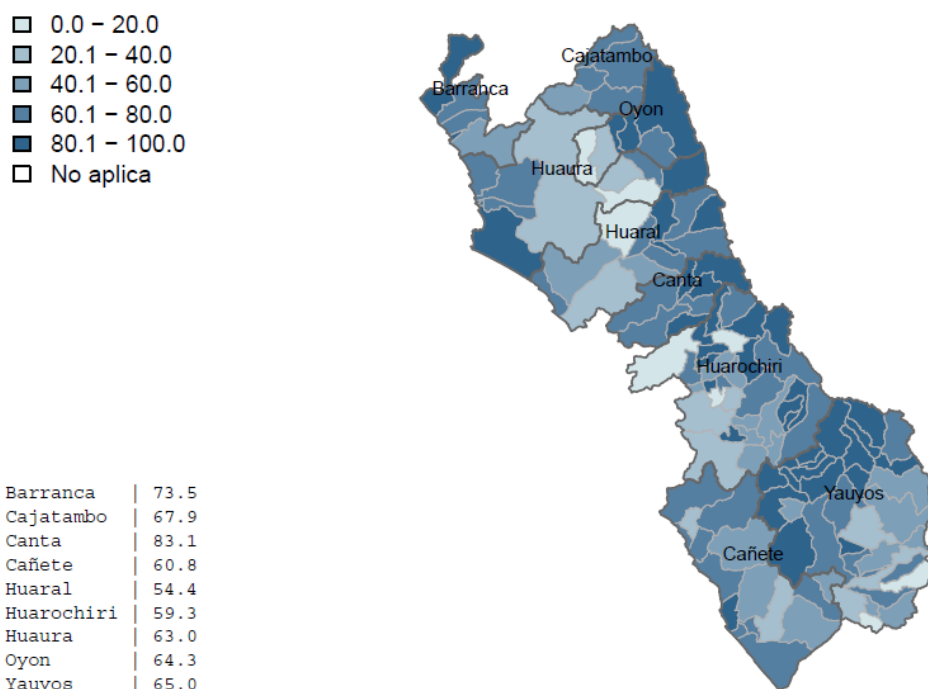 0.0 − 20.0
20.1 − 40.0
40.1 − 60.0
60.1 − 80.0
80.1 − 100.0
No aplica
Cajatambo
Barranca
Oyon
Huaura
Huaral
Canta
Huarochiri
Yauyos
Cañete
Barranca | 73.5
Cajatambo | 67.9
Canta | 83.1
Cañete | 60.8
Huaral | 54.4
Huarochiri | 59.3
Huaura | 63.0
Oyon | 64.3
Yauyos | 65.0